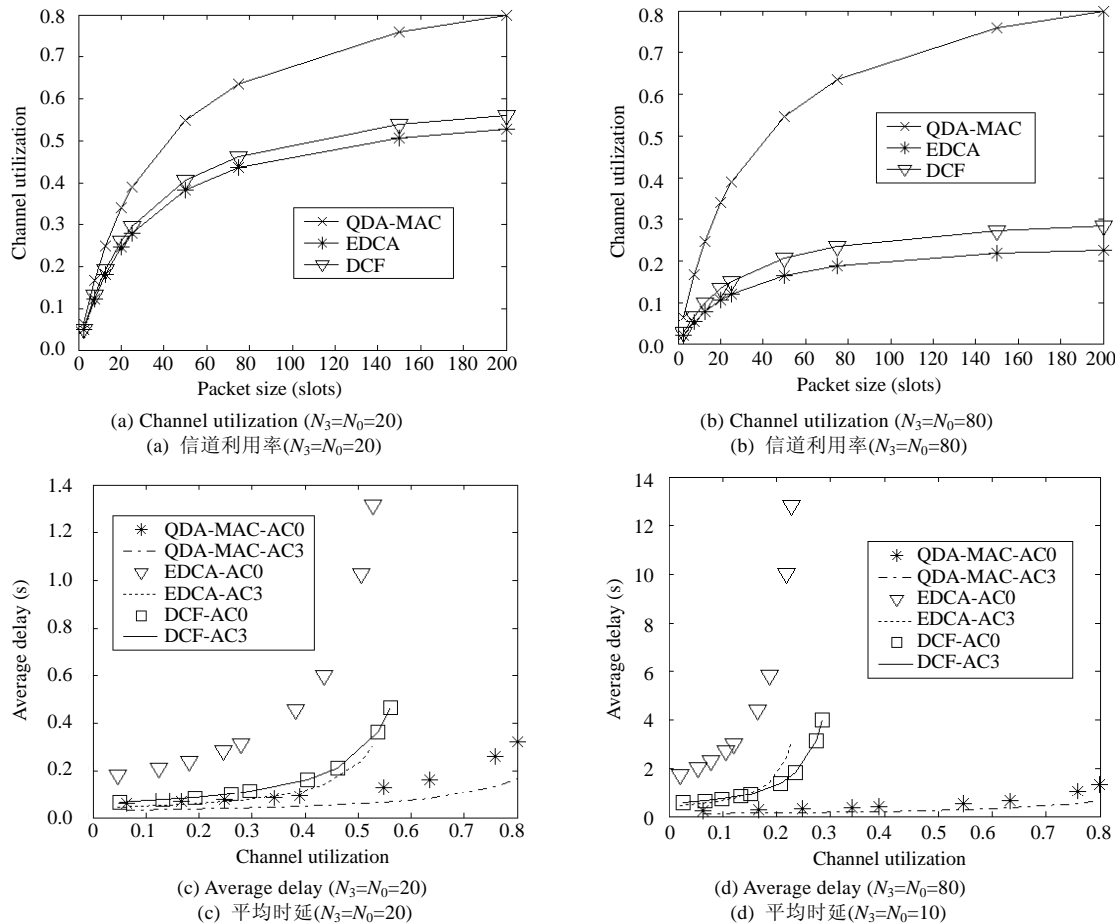 0.8
0.7
0.6
0.5
0.4
0.3
0.2
0.1
0.0
Channel utilization
QDA-MAC
EDCA
DCF
0 20 40 60 80 100 120 140 160 180 200
Packet size (slots)
(a) Channel utilization (N3=N0=20)
(a) 信道利用率(N3=N0=20)
0.8
0.7
0.6
0.5
0.4
0.3
0.2
0.1
0.0
Channel utilization
QDA-MAC
EDCA
DCF
0 20 40 60 80 100 120 140 160 180 200
Packet size (slots)
(b) Channel utilization (N3=N0=80)
(b) 信道利用率(N3=N0=80)
1.4
1.2
1.0
0.8
0.6
0.4
0.2
0.0
Average delay (s)
QDA-MAC-AC0
QDA-MAC-AC3
EDCA-AC0
EDCA-AC3
DCF-AC0
DCF-AC3
0 0.1 0.2 0.3 0.4 0.5 0.6 0.7 0.8
Channel utilization
(c) Average delay (N3=N0=20)
(c) 平均时延(N3=N0=20)
14
12
10
8
6
4
2
0
Average delay (s)
QDA-MAC-AC0
QDA-MAC-AC3
EDCA-AC0
EDCA-AC3
DCF-AC0
DCF-AC3
0 0.1 0.2 0.3 0.4 0.5 0.6 0.7 0.8
Channel utilization
(d) Average delay (N3=N0=80)
(d) 平均时延(N3=N0=10)